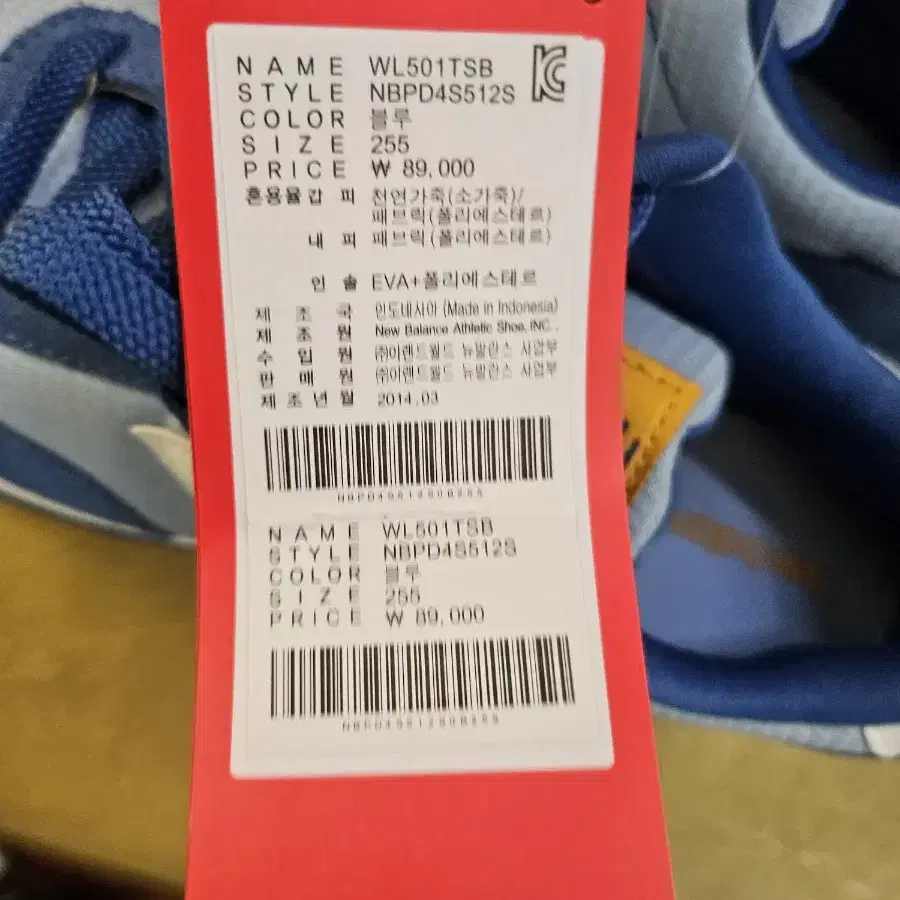 NAME WL501TSB
STYLE NBPD4S512S
COLOR 블루
SIZE 255
PRICE ₩ 89,000
혼용율갑 피 천연가죽(소가죽)/
패브릭(폴리에스테르)
내 피 패브릭(폴리에스테르)
인 솔 EVA+폴리에스테르
제 조 국 인도네시아 (Made in Indonesia)
제 조 원 New Balance Athletic Shoe, INC.
수 입 원 ㈜이랜드월드 뉴발란스 사업부
판 매 원 ㈜이랜드월드 뉴발란스 사업부
제 조 년 월 2014.03
NAME WL501TSB
STYLE NBPD4S512S
COLOR 블루
SIZE 255
PRICE ₩ 89,000